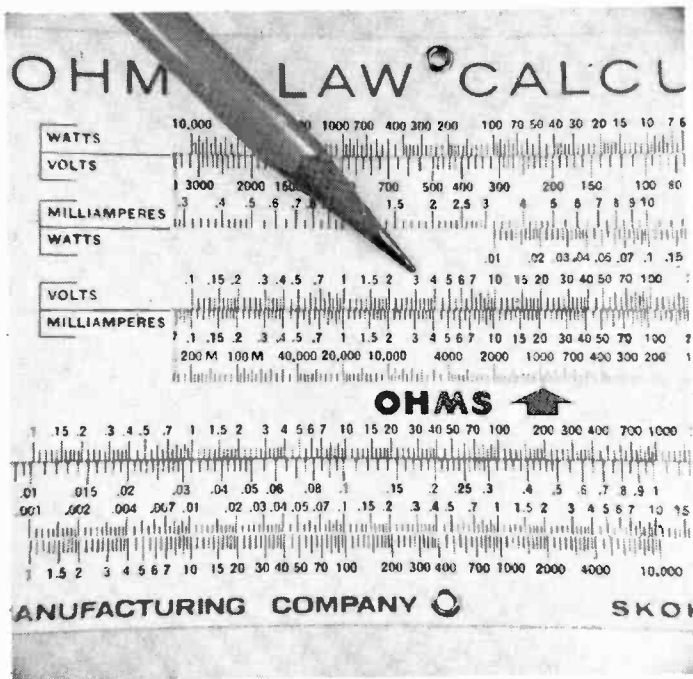 OHM LAW CALCU
WATTS 10,000 1000 700 400 300 200 100 70 50 40 30 20 15 10 7 6
VOLTS
3000 2000 700 500 400 300 200 150 100 80
MILLIAMPERES .3 .4 .5 .6 .7 1.5 2 2.5 3 4 5 6 7 8 9 10
WATTS
.01 .02 .03 .04 .05 .07 .1 .15
VOLTS .1 .15 .2 .3 .4 .5 .7 1 1.5 2 3 4 5 6 7 10 15 20 30 40 50 70 100
MILLIAMPERES
.1 .15 .2 .3 .4 .5 .7 1 1.5 2 3 4 5 6 7 10 15 20 30 40 50 70 100
200 M 100 M 40,000 20,000 10,000 4000 2000 1000 700 400 300 200
OHMS
.15 .2 .3 .4 .5 .7 1 1.5 2 3 4 5 6 7 10 15 20 30 40 50 70 100 200 300 400 700 1000
.01 .015 .02 .03 .04 .05 .06 .08 .1 .15 .2 .25 .3 .4 .5 .6 .7 .8 .9 1
.001 .002 .004 .007 .01 .02 .03 .04 .05 .07 .1 .15 .2 .3 .4 .5 .7 1 1.5 2 3 4 5 6 7 10 15
1 1.5 2 3 4 5 6 7 10 15 20 30 40 50 70 100 200 300 400 700 1000 2000 4000 10,000
ANUFACTURING COMPANY SKO